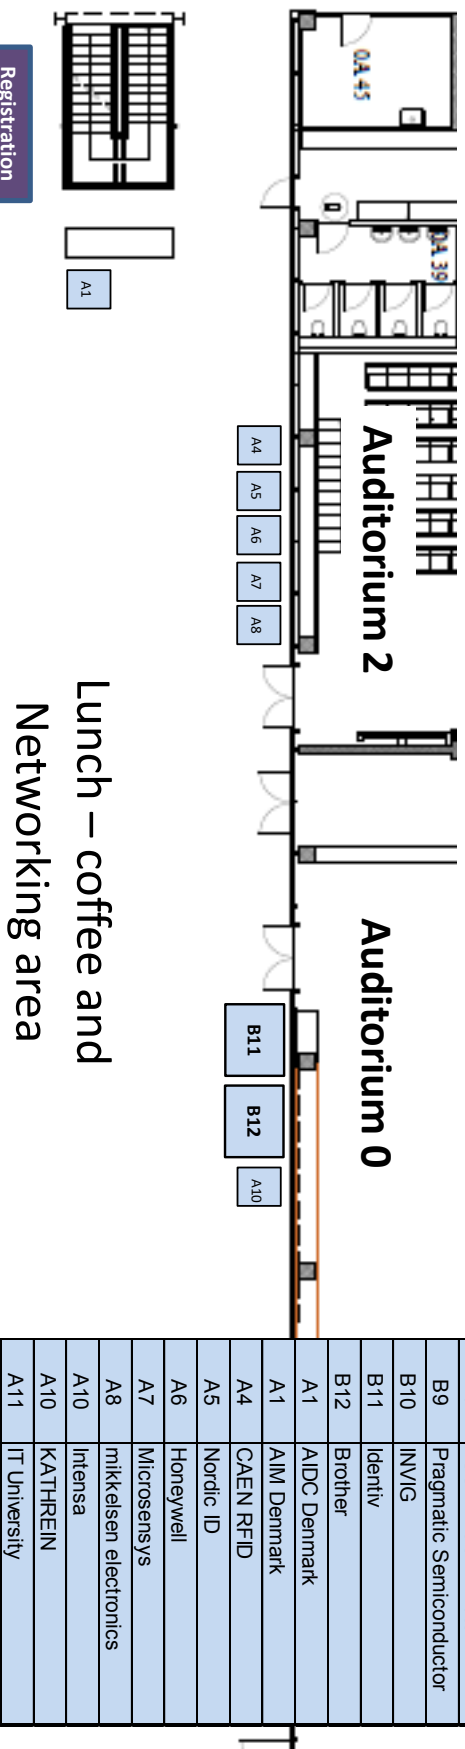 Registration
0A 45
0A 39
A1
A4
A5
A6
A7
A8
Auditorium 2
Lunch – coffee and
Networking area
Auditorium 0
B11
B12
A10
B9 Pragmatic Semiconductor
B10 INVIG
B11 Identiv
B12 Brother
A1 AIDC Denmark
A1 AIM Denmark
A4 CAEN RFID
A5 Nordic ID
A6 Honeywell
A7 Microsensys
A8 mikkelsen electronics
A10 Intensa
A10 KATHREIN
A11 IT University